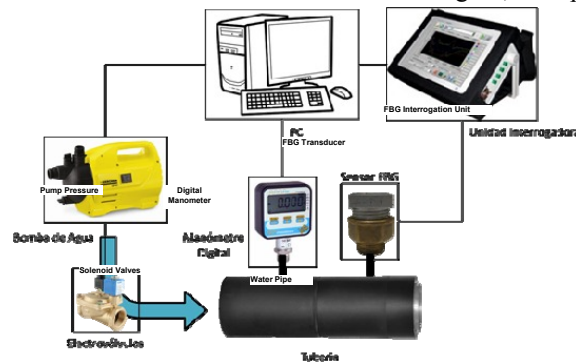 FBG Interrogation Unit
PC
FBG Transducer
Unidad Interrogadora
Sensor FBG
Pump Pressure
Digital
Manometer
Bomba de Agua
Manómetro
Digital
Solenoid Valves
Water Pipe
Electroválvulas
Tubería